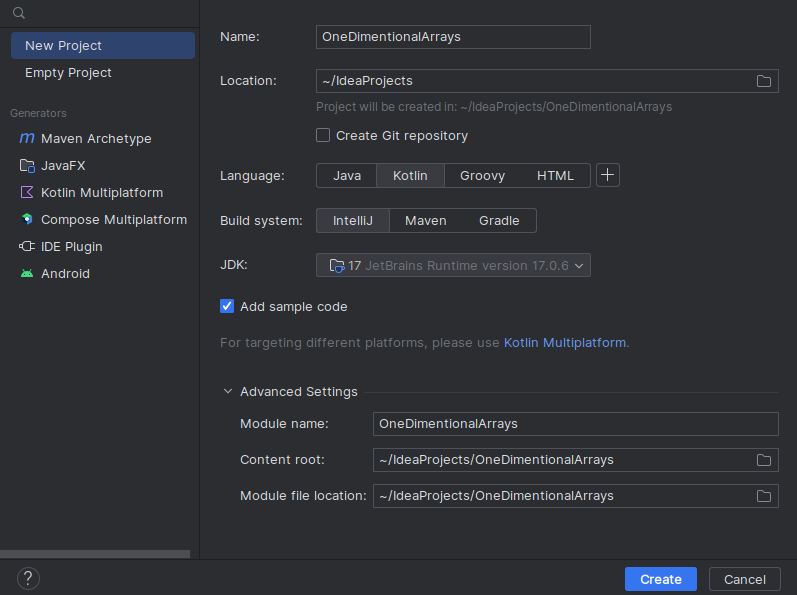 New Project
Empty Project
Generators
Maven Archetype
JavaFX
Kotlin Multiplatform
Compose Multiplatform
IDE Plugin
Android
Name: OneDimentionalArrays
Location: ~/IdeaProjects
Project will be created in: ~/IdeaProjects/OneDimentionalArrays
Create Git repository
Language: Java Kotlin Groovy HTML +
Build system: IntelliJ Maven Gradle
JDK: 17 JetBrains Runtime version 17.0.6
Add sample code
For targeting different platforms, please use Kotlin Multiplatform.
Advanced Settings
Module name: OneDimentionalArrays
Content root: ~/IdeaProjects/OneDimentionalArrays
Module file location: ~/IdeaProjects/OneDimentionalArrays
? Create Cancel